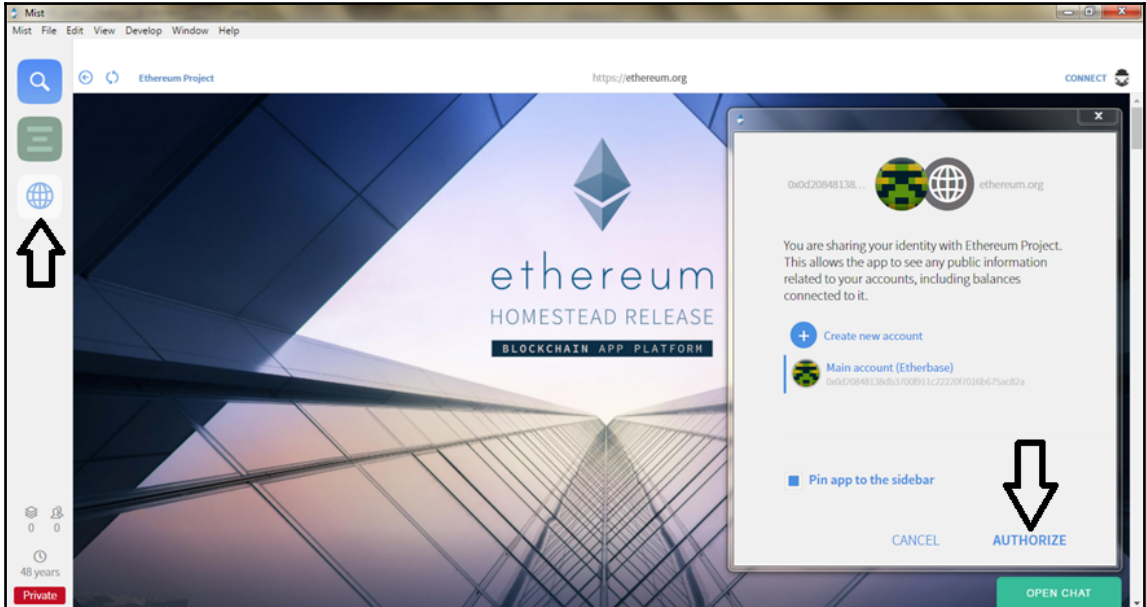 Mist
Mist File Edit View Develop Window Help
Ethereum Project
https://ethereum.org
CONNECT
0x0d20848138...
ethereum.org
You are sharing your identity with Ethereum Project.
This allows the app to see any public information
related to your accounts, including balances
connected to it.
Create new account
Main account (Etherbase)
Pin app to the sidebar
CANCEL AUTHORIZE
ethereum
HOMESTEAD RELEASE
BLOCKCHAIN APP PLATFORM
0 0
48 years
Private
OPEN CHAT